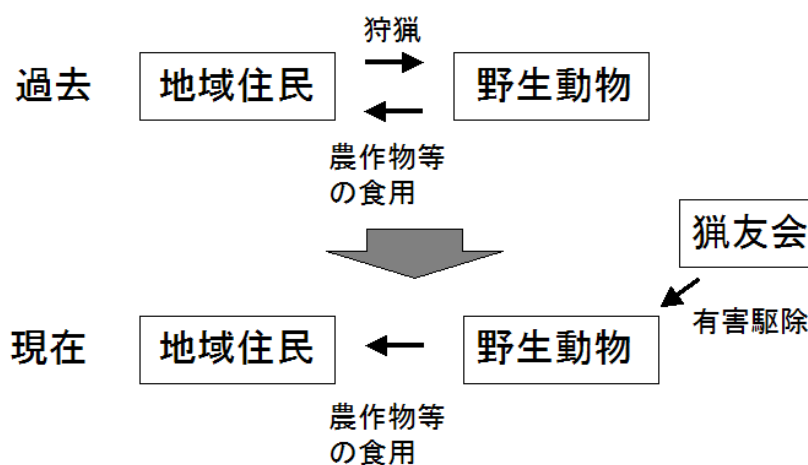 狩猟
過去
地域住民
野生動物
農作物等
の食用
猟友会
有害駆除
現在
地域住民
野生動物
農作物等
の食用